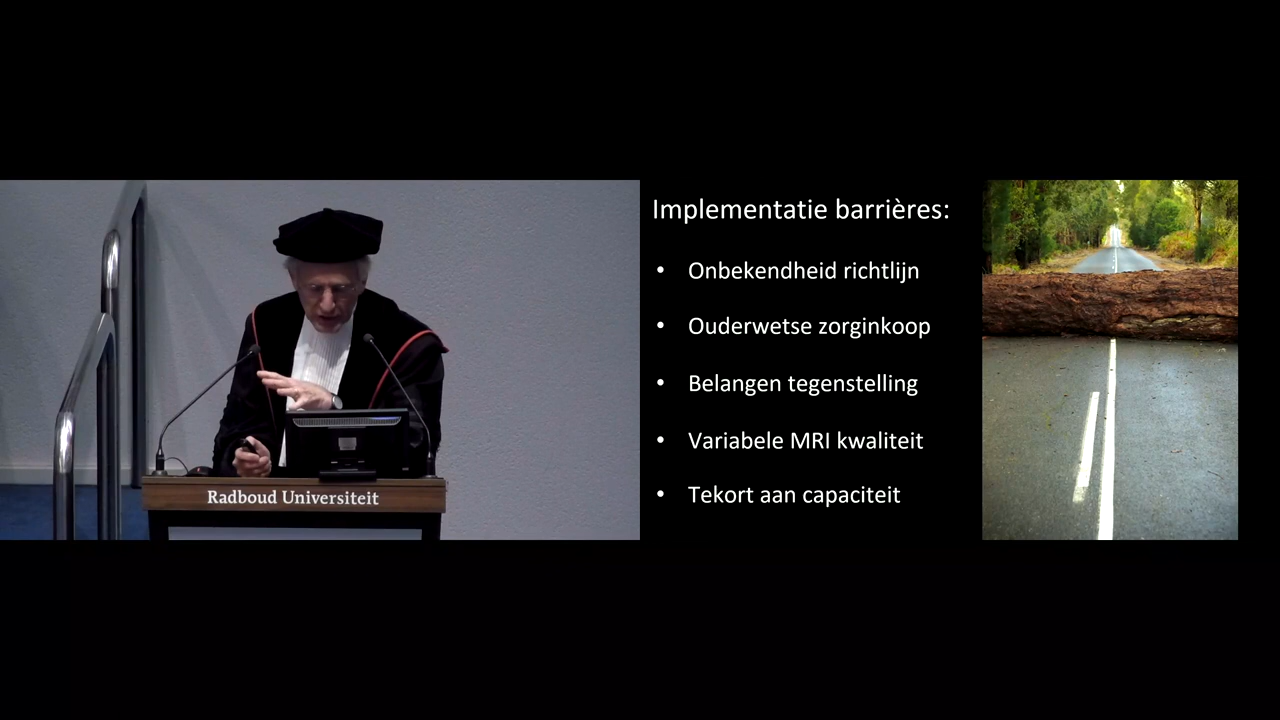 Implementatie barrières:
• Onbekendheid richtlijn
• Ouderwetse zorginkoop
• Belangen tegenstelling
• Variabele MRI kwaliteit
• Tekort aan capaciteit
Radboud Universiteit